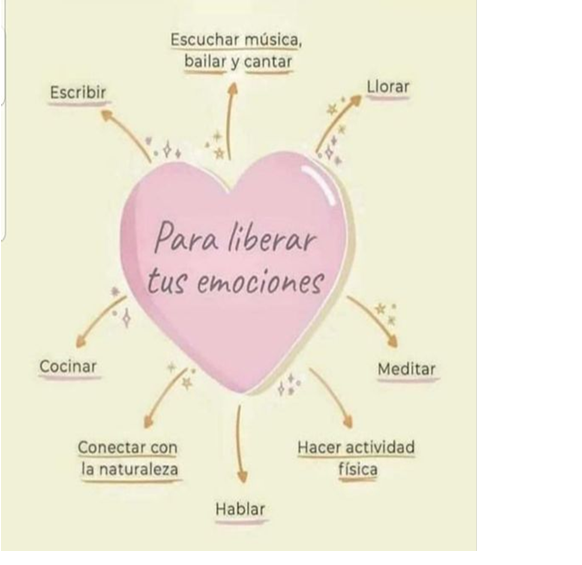 Escuchar música,
bailar y cantar
Escribir
Llorar
Para liberar
tus emociones
Cocinar
Meditar
Conectar con
la naturaleza
Hacer actividad
física
Hablar